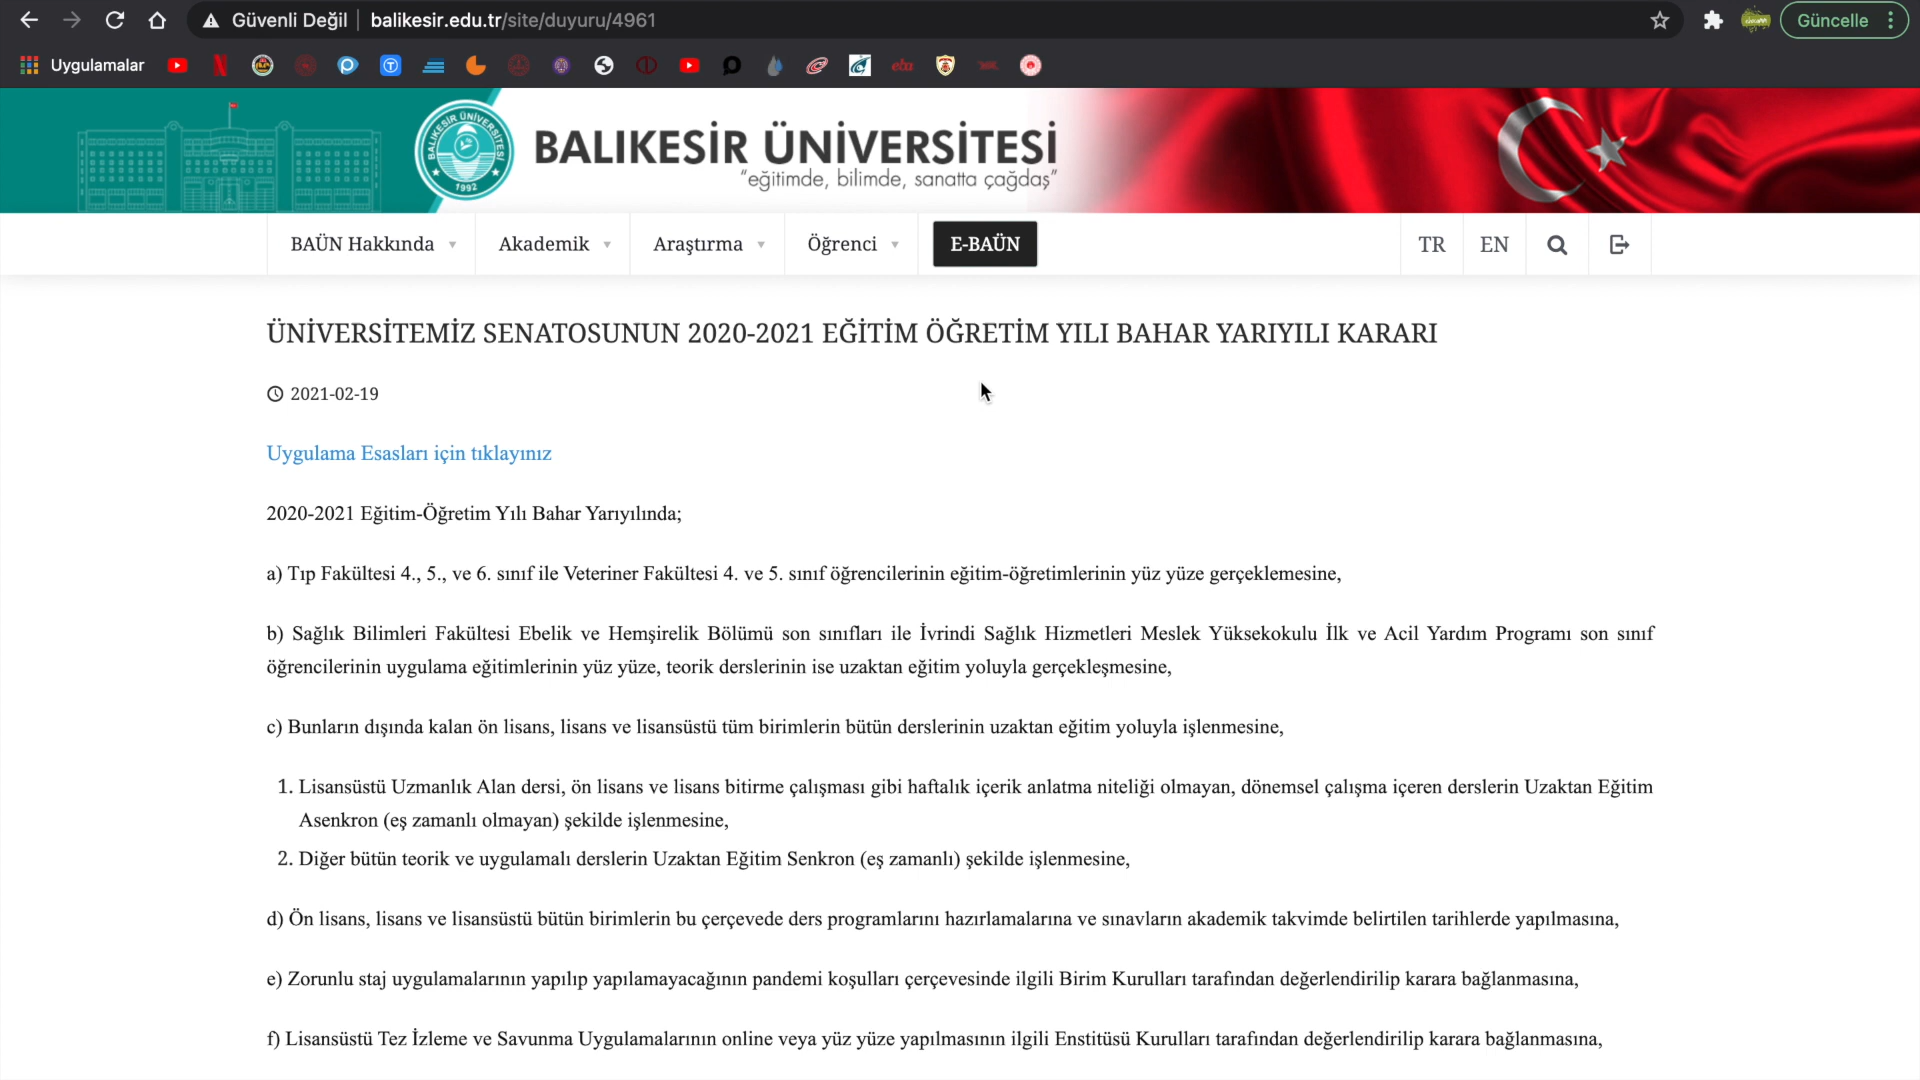 Güvenli Değil balikesir.edu.tr/site/duyuru/4961 Güncelle
Uygulamalar
BALIKESİR ÜNİVERSİTESİ
1992
BALIKESİR ÜNİVERSİTESİ
"eğitimde, bilimde, sanatta çağdaş"
BAÜN Hakkında Akademik Araştırma Öğrenci E-BAÜN TR EN
ÜNİVERSİTEMİZ SENATOSUNUN 2020-2021 EĞİTİM ÖĞRETİM YILI BAHAR YARIYILI KARARI
2021-02-19
Uygulama Esasları için tıklayınız
2020-2021 Eğitim-Öğretim Yılı Bahar Yarıyılında;
a) Tıp Fakültesi 4., 5., ve 6. sınıf ile Veteriner Fakültesi 4. ve 5. sınıf öğrencilerinin eğitim-öğretimlerinin yüz yüze gerçeklemesine,
b) Sağlık Bilimleri Fakültesi Ebelik ve Hemşirelik Bölümü son sınıfları ile İvrindi Sağlık Hizmetleri Meslek Yüksekokulu İlk ve Acil Yardım Programı son sınıf
öğrencilerinin uygulama eğitimlerinin yüz yüze, teorik derslerinin ise uzaktan eğitim yoluyla gerçekleşmesine,
c) Bunların dışında kalan ön lisans, lisans ve lisansüstü tüm birimlerin bütün derslerinin uzaktan eğitim yoluyla işlenmesine,
1. Lisansüstü Uzmanlık Alan dersi, ön lisans ve lisans bitirme çalışması gibi haftalık içerik anlatma niteliği olmayan, dönemsel çalışma içeren derslerin Uzaktan Eğitim
Asenkron (eş zamanlı olmayan) şekilde işlenmesine,
2. Diğer bütün teorik ve uygulamalı derslerin Uzaktan Eğitim Senkron (eş zamanlı) şekilde işlenmesine,
d) Ön lisans, lisans ve lisansüstü bütün birimlerin bu çerçevede ders programlarını hazırlamalarına ve sınavların akademik takvimde belirtilen tarihlerde yapılmasına,
e) Zorunlu staj uygulamalarının yapılıp yapılamayacağının pandemi koşulları çerçevesinde ilgili Birim Kurulları tarafından değerlendirilip karara bağlanmasına,
f) Lisansüstü Tez İzleme ve Savunma Uygulamalarının online veya yüz yüze yapılmasının ilgili Enstitüsü Kurulları tarafından değerlendirilip karara bağlanmasına,